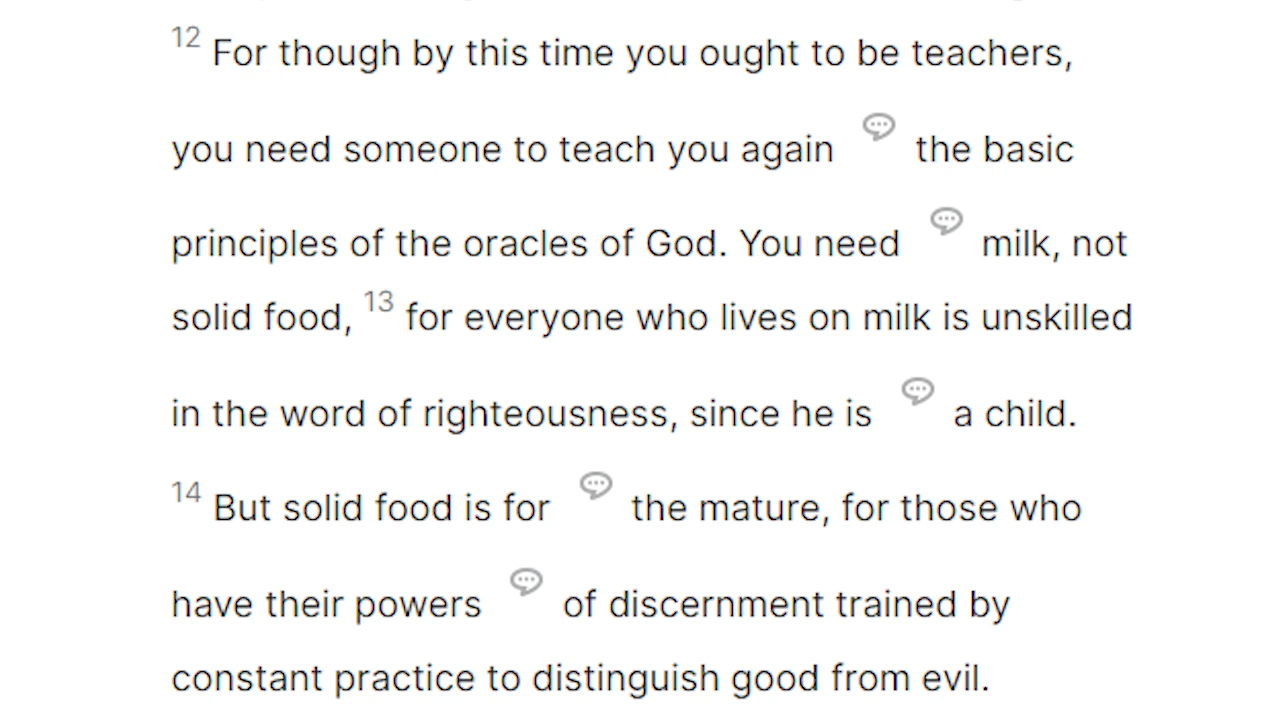 12 For though by this time you ought to be teachers,
you need someone to teach you again the basic
principles of the oracles of God. You need milk, not
solid food, 13 for everyone who lives on milk is unskilled
in the word of righteousness, since he is a child.
14 But solid food is for the mature, for those who
have their powers of discernment trained by
constant practice to distinguish good from evil.